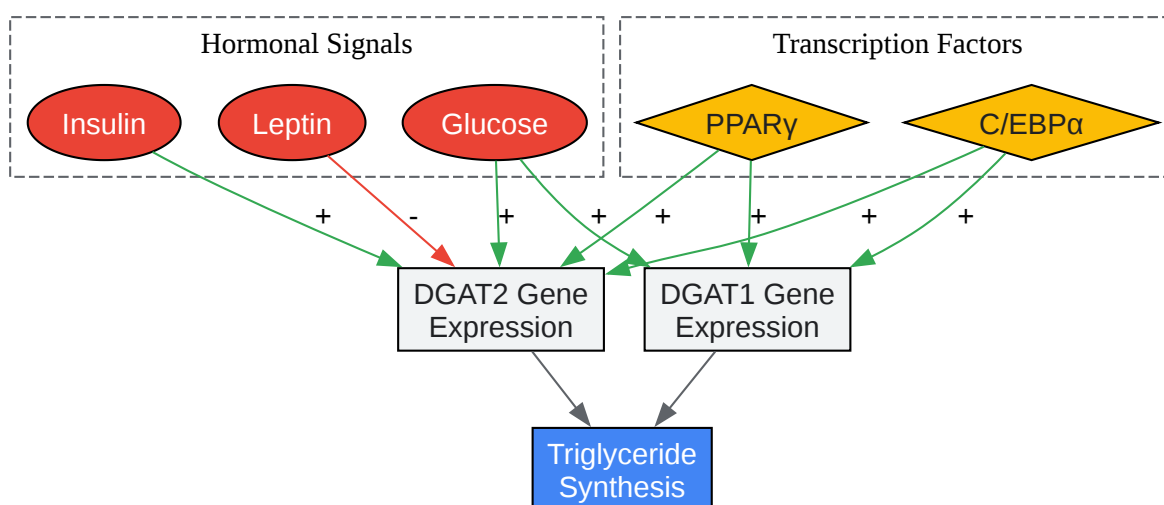 Hormonal Signals
Transcription Factors
Insulin
Leptin
Glucose
PPARγ
C/EBPα
+
-
+
+
+
+
+
+
DGAT2 Gene
Expression
DGAT1 Gene
Expression
Triglyceride
Synthesis